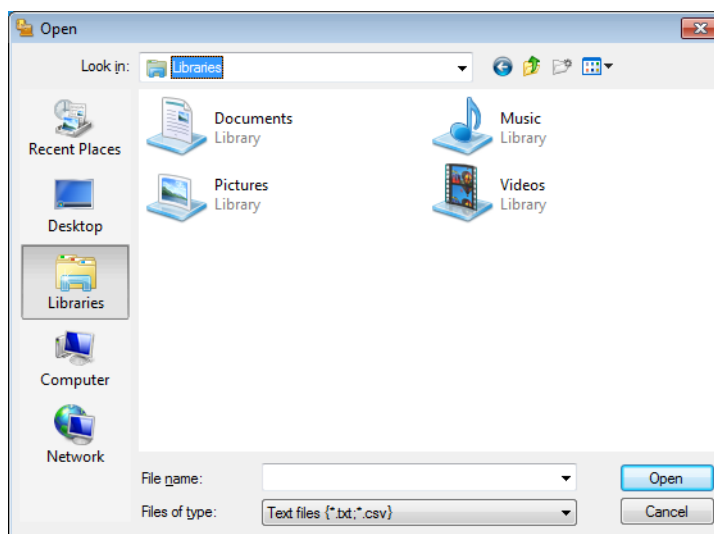 Open
Look in:
Libraries
Recent Places
Desktop
Libraries
Computer
Network
Documents
Library
Music
Library
Pictures
Library
Videos
Library
File name:
Open
Files of type:
Text files {*.txt;*.csv}
Cancel